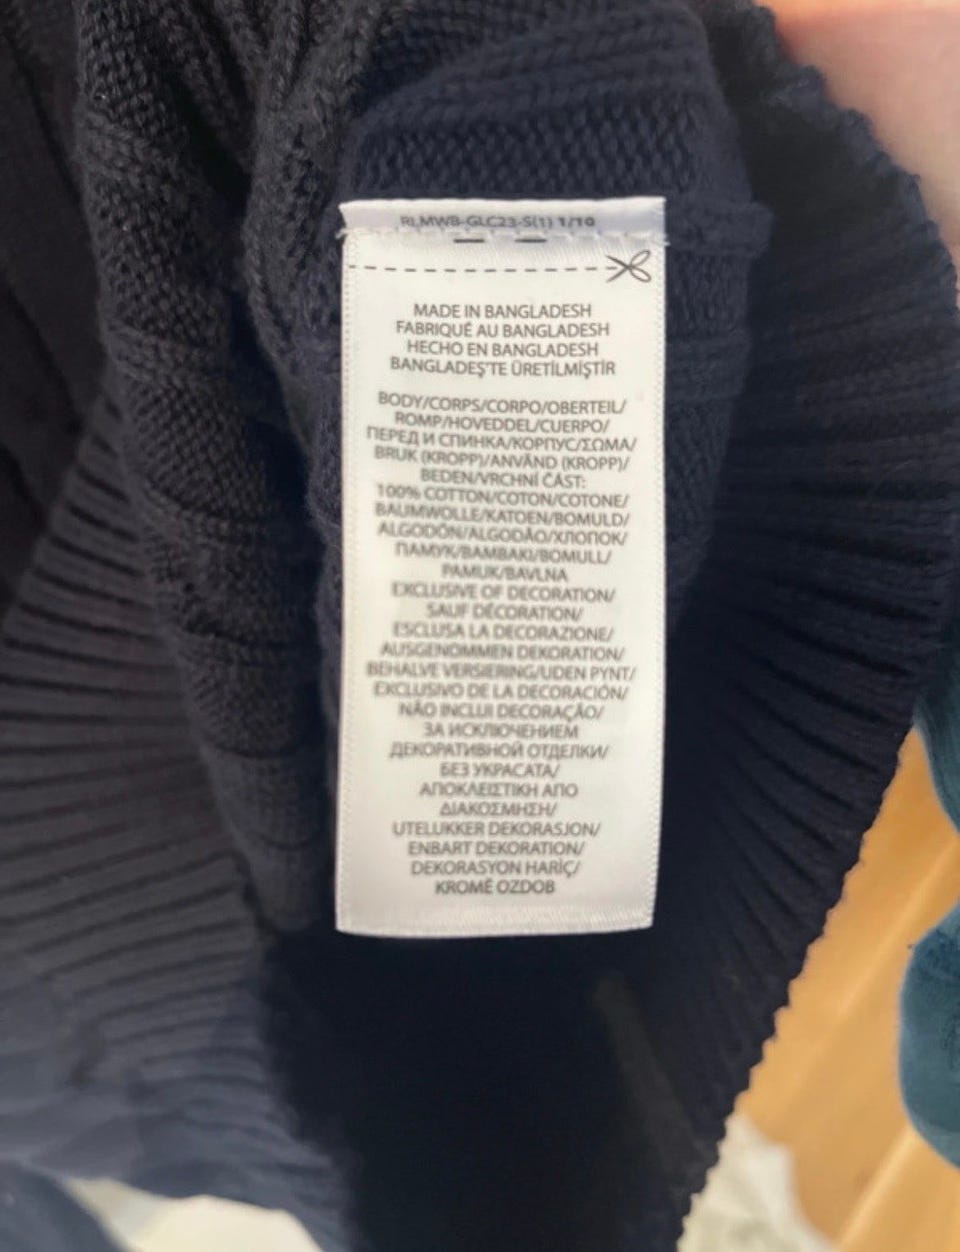 RLMWB-GLC23-S(1) 1/10
MADE IN BANGLADESH
FABRIQUÉ AU BANGLADESH
HECHO EN BANGLADESH
BANGLADEŞ'TE ÜRETİLMİŞTİR
BODY/CORPS/CORPO/OBERTEIL/
ROMP/HOVEDDEL/CUERPO/
ПЕРЕД И СПИНКА/КОРПУС/ΣΩΜΑ/
BRUK (KROPP)/ANVÄND (KROPP)/
BEDEN/VRCHNÍ ČÁST:
100% COTTON/COTON/COTONE/
BAUMWOLLE/KATOEN/BOMULD/
ALGODÓN/ALGODÃO/ХЛОПОК/
ПАМУК/ΒΑΜΒΑΚΙ/BOMULL/
PAMUK/BAVLNA
EXCLUSIVE OF DECORATION/
SAUF DÉCORATION/
ESCLUSA LA DECORAZIONE/
AUSGENOMMEN DEKORATION/
BEHALVE VERSIERING/UDEN PYNT/
EXCLUSIVO DE LA DECORACIÓN/
NÃO INCLUI DECORAÇÃO/
ЗА ИСКЛЮЧЕНИЕМ
ДЕКОРАТИВНОЙ ОТДЕЛКИ/
БЕЗ УКРАСАТА/
ΑΠΟΚΛΕΙΣΤΙΚΗ ΑΠΟ
ΔΙΑΚΟΣΜΗΣΗ/
UTELUKKER DEKORASJON/
ENBART DEKORATION/
DEKORASYON HARİÇ/
KROMĚ OZDOB